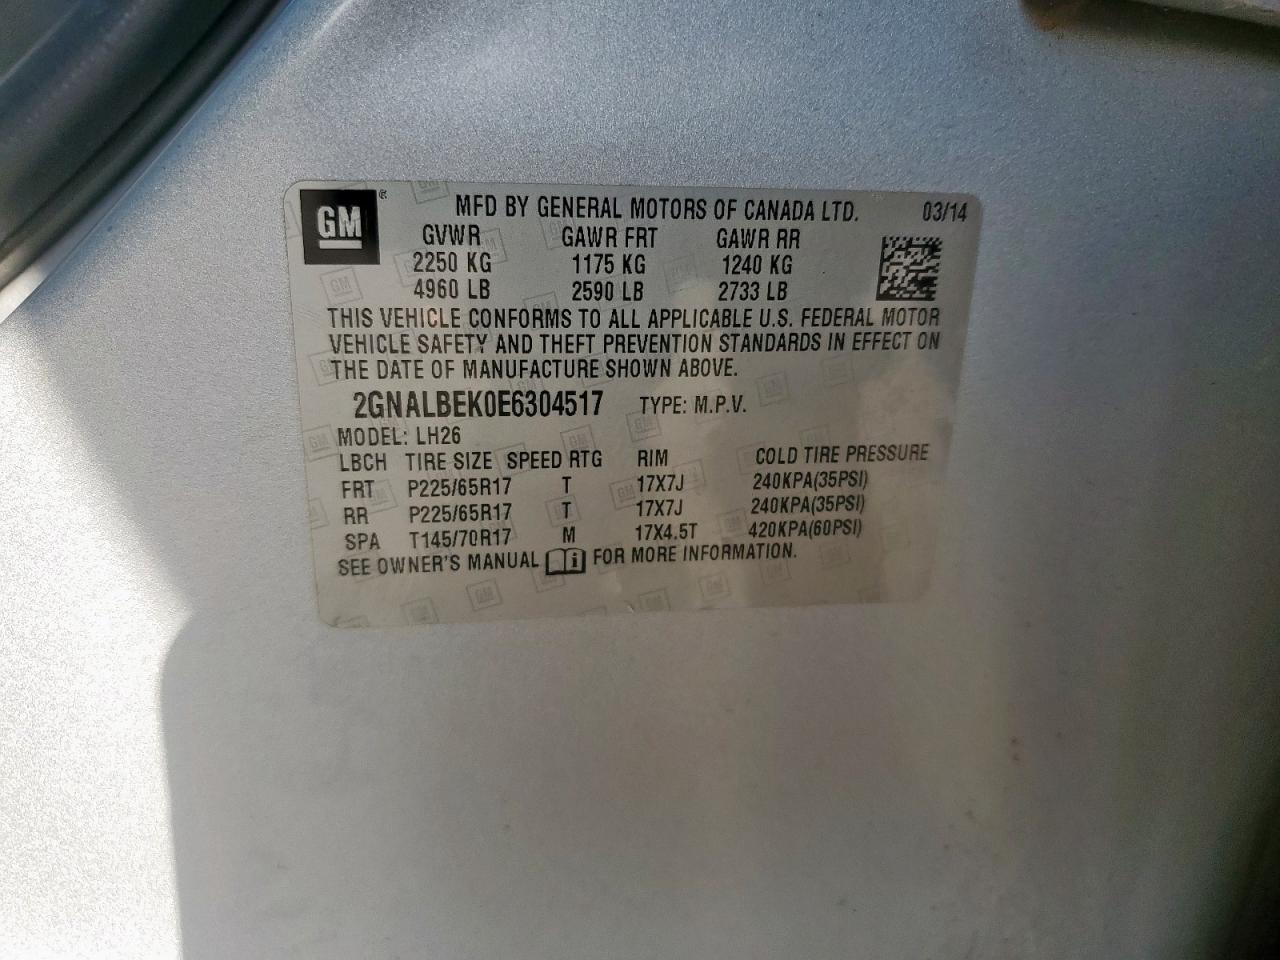 GM ®
MFD BY GENERAL MOTORS OF CANADA LTD. 03/14
GVWR GAWR FRT GAWR RR
2250 KG 1175 KG 1240 KG
4960 LB 2590 LB 2733 LB
THIS VEHICLE CONFORMS TO ALL APPLICABLE U.S. FEDERAL MOTOR
VEHICLE SAFETY AND THEFT PREVENTION STANDARDS IN EFFECT ON
THE DATE OF MANUFACTURE SHOWN ABOVE.
2GNALBEK0E6304517 TYPE: M.P.V.
MODEL: LH26
LBCH TIRE SIZE SPEED RTG RIM COLD TIRE PRESSURE
FRT P225/65R17 T 17X7J 240KPA(35PSI)
RR P225/65R17 T 17X7J 240KPA(35PSI)
SPA T145/70R17 M 17X4.5T 420KPA(60PSI)
SEE OWNER'S MANUAL i FOR MORE INFORMATION.